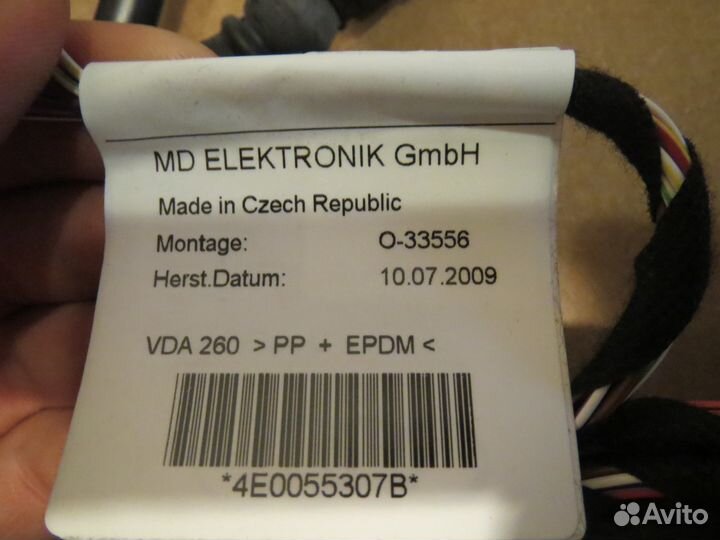 MD ELEKTRONIK GmbH
Made in Czech Republic
Montage: O-33556
Herst.Datum: 10.07.2009
VDA 260 >PP + EPDM<
*4E0055307B*
Avito